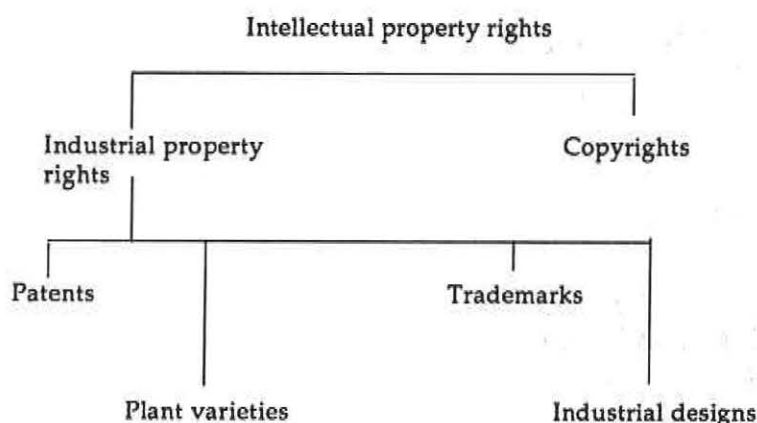 Intellectual property rights
Industrial property
rights
Copyrights
Patents
Trademarks
Plant varieties
Industrial designs